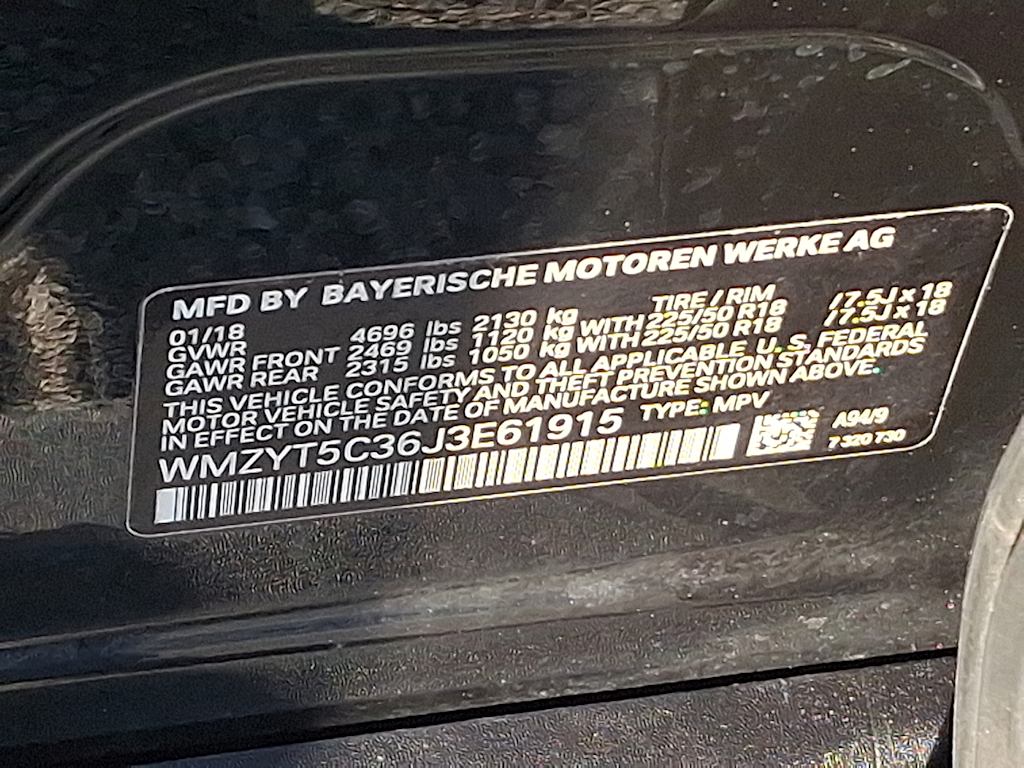 MFD BY BAYERISCHE MOTOREN WERKE AG
01/18 TIRE / RIM
GVWR 4696 lbs 2130 kg
GAWR FRONT 2469 lbs 1120 kg WITH 225/50 R18 /7.5J x 18
GAWR REAR 2315 lbs 1050 kg WITH 225/50 R18 /7.5J x 18
THIS VEHICLE CONFORMS TO ALL APPLICABLE U.S. FEDERAL
MOTOR VEHICLE SAFETY AND THEFT PREVENTION STANDARDS
IN EFFECT ON THE DATE OF MANUFACTURE SHOWN ABOVE.
WMZYT5C36J3E61915 TYPE: MPV
A94/9
7 320 730